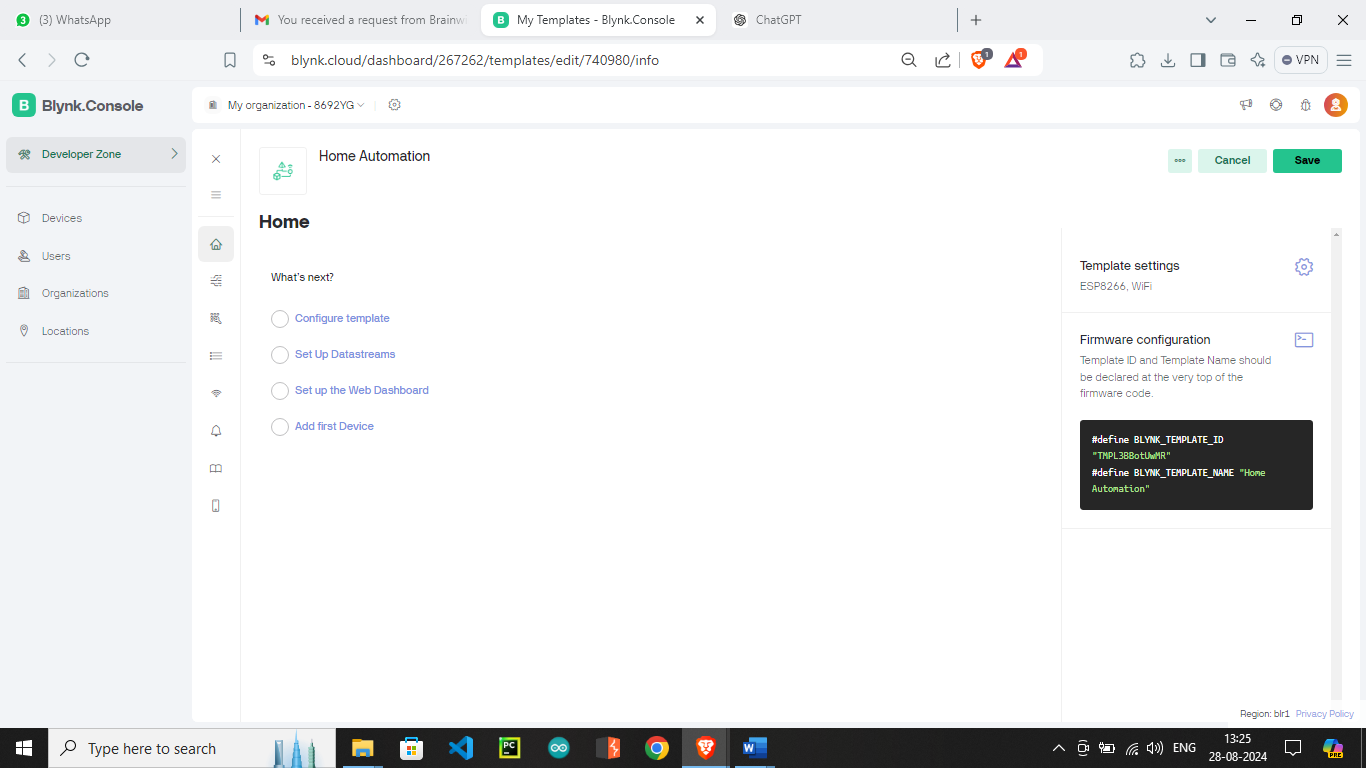 (3) WhatsApp
You received a request from Brainwi
My Templates - Blynk.Console
ChatGPT
blynk.cloud/dashboard/267262/templates/edit/740980/info
1
1
VPN
B
Blynk.Console
My organization - 8692YG
Developer Zone
Devices
Users
Organizations
Locations
Home Automation
Cancel
Save
Home
What's next?
Configure template
Set Up Datastreams
Set up the Web Dashboard
Add first Device
Template settings
ESP8266, WiFi
Firmware configuration
Template ID and Template Name should
be declared at the very top of the
firmware code.
#define BLYNK_TEMPLATE_ID
"TMPL3BBotUwMR"
#define BLYNK_TEMPLATE_NAME "Home
Automation"
Region: blr1 Privacy Policy
Type here to search
ENG
13:25
28-08-2024